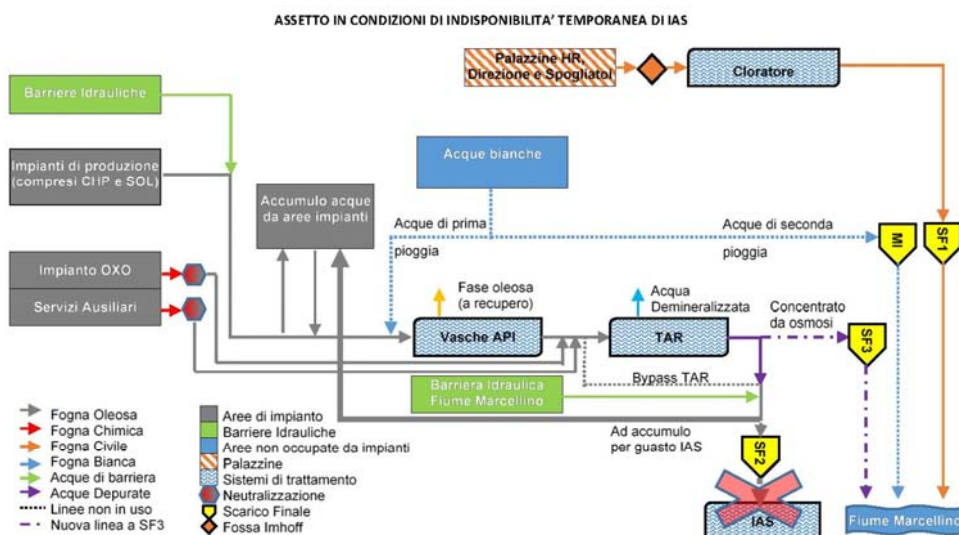 ASSETTO IN CONDIZIONI DI INDISPONIBILITA' TEMPORANEA DI IAS
Palazzine HR,
Direzione e Spogliatoi
Cloratore
Barriere Idrauliche
Impianti di produzione
(compresi CHP e SOL)
Acque bianche
Accumulo acque
da aree impianti
Acque di prima
pioggia
Acque di seconda
pioggia
MI
SF1
Impianto OXO
Servizi Ausiliari
Fase oleosa
(a recupero)
Acqua
Demineralizzata
Concentrato
da osmosi
Vasche API
TAR
SF3
Bypass TAR
Barriera Idraulica
Fiume Marcellino
Ad accumulo
per guasto IAS
SF2
IAS
Fiume Marcellino
Fogna Oleosa
Fogna Chimica
Fogna Civile
Fogna Bianca
Acque di barriera
Acque Depurate
Linee non in uso
Nuova linea a SF3
Aree di impianto
Barriere Idrauliche
Aree non occupate da impianti
Palazzine
Sistemi di trattamento
Neutralizzazione
Scarico Finale
Fossa Imhoff